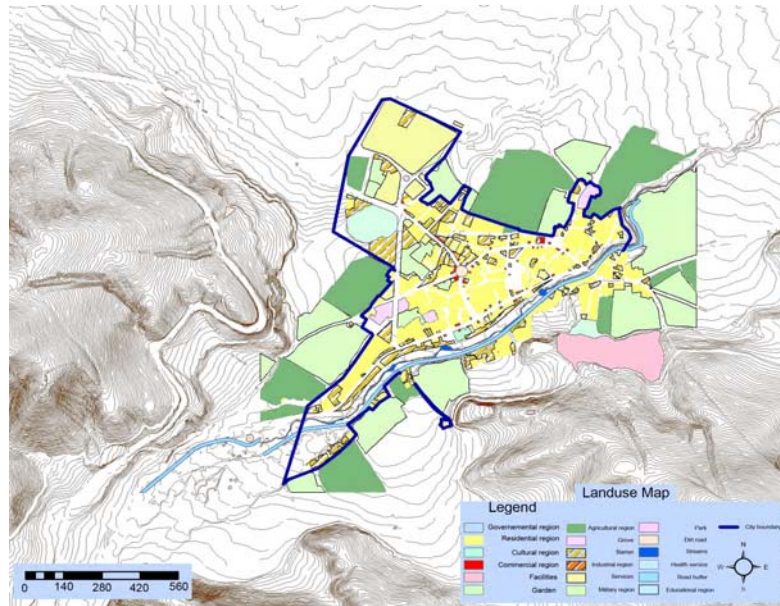 Landuse Map
Legend
Governemental region
Residential region
Cultural region
Commercial region
Facilities
Garden
Agricultural region
Grove
Barren
Industrial region
Services
Military region
Park
Dirt road
Streams
Health service
Road buffer
Educational region
City boundary
N
W E
S
0 70 140 280 420 560